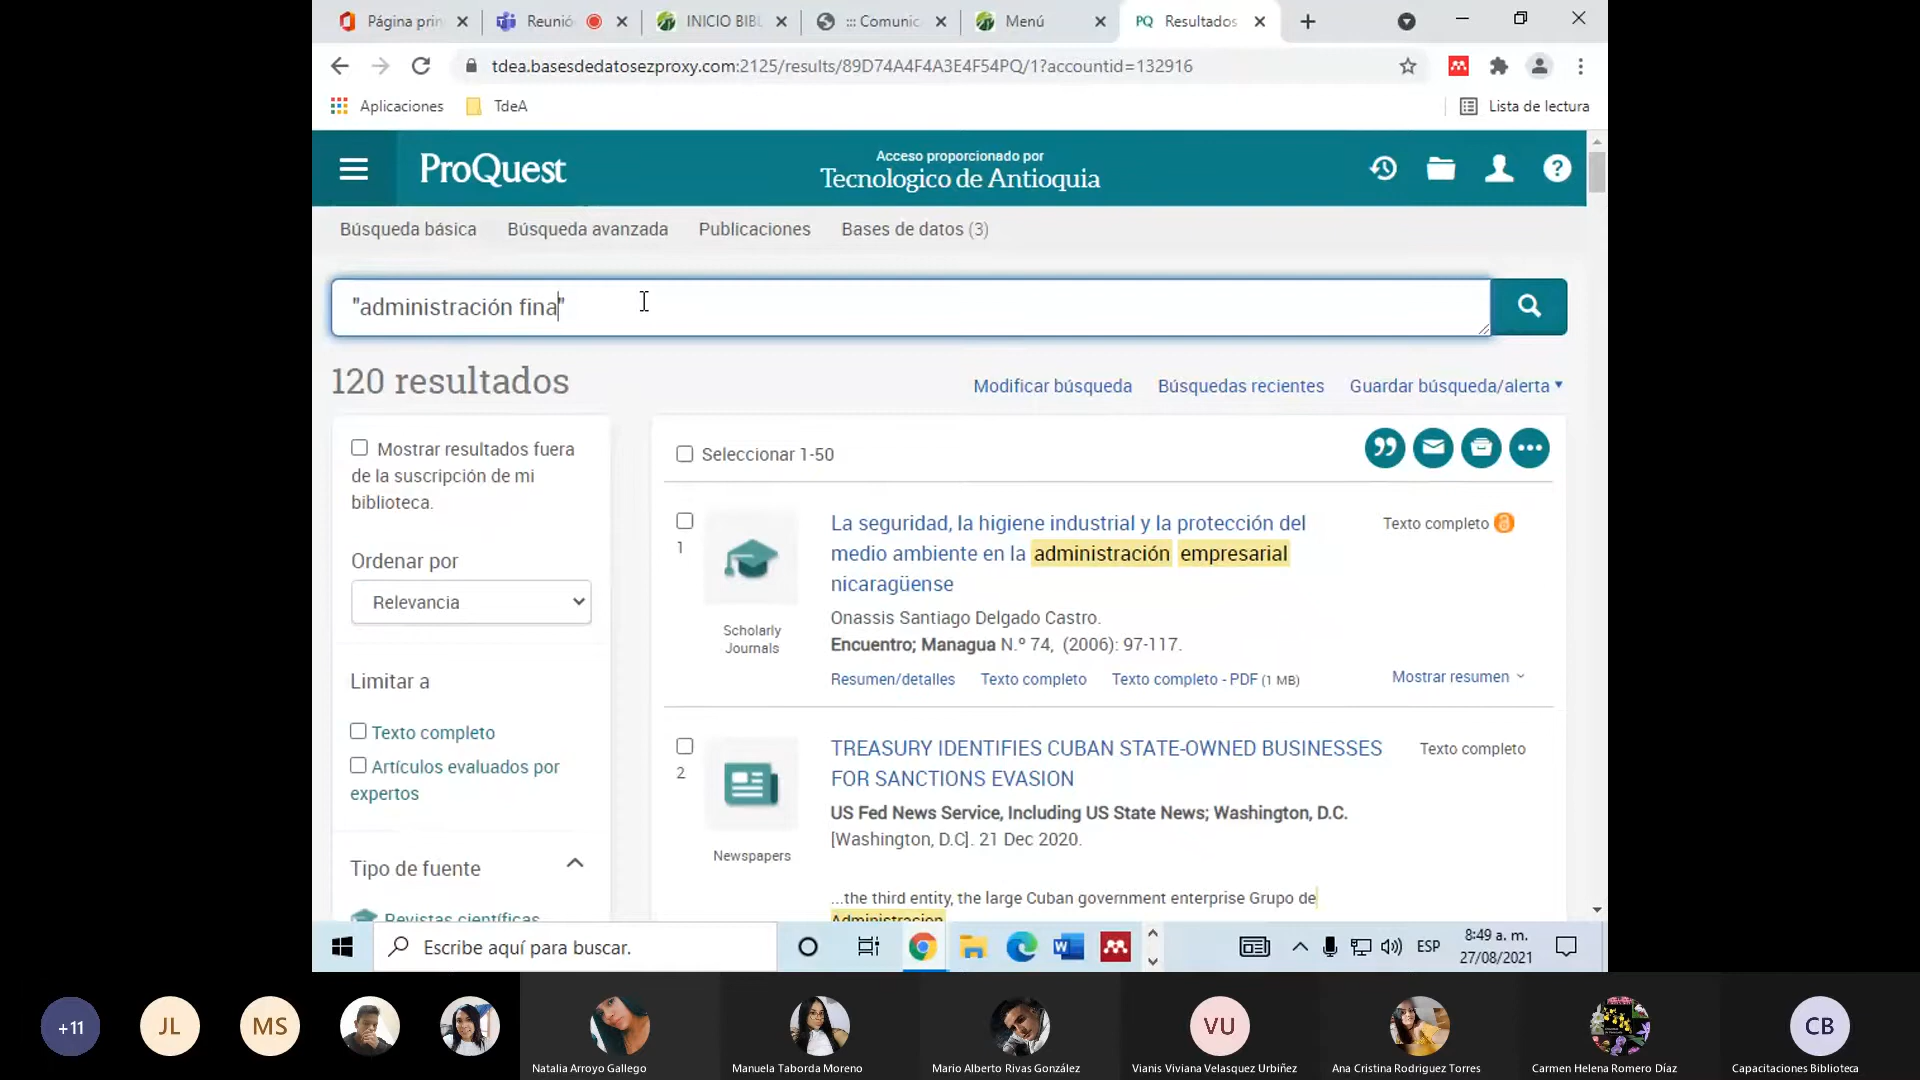 Página prin
Reunió
INICIO BIBL
::: Comunic
Menú
PQ Resultados
tdea.basesdedatosezproxy.com:2125/results/89D74A4F4A3E4F54PQ/1?accountid=132916
Aplicaciones
TdeA
Lista de lectura
ProQuest
Acceso proporcionado por
Tecnologico de Antioquia
Búsqueda básica
Búsqueda avanzada
Publicaciones
Bases de datos (3)
"administración fina"
120 resultados
Modificar búsqueda
Búsquedas recientes
Guardar búsqueda/alerta
Mostrar resultados fuera
de la suscripción de mi
biblioteca.
Ordenar por
Relevancia
Limitar a
Texto completo
Artículos evaluados por
expertos
Tipo de fuente
Revistas científicas
Seleccionar 1-50
1
Scholarly
Journals
La seguridad, la higiene industrial y la protección del
medio ambiente en la administración empresarial
nicaragüense
Texto completo
Onassis Santiago Delgado Castro.
Encuentro; Managua N.º 74, (2006): 97-117.
Resumen/detalles
Texto completo
Texto completo - PDF (1 MB)
Mostrar resumen
2
Newspapers
TREASURY IDENTIFIES CUBAN STATE-OWNED BUSINESSES
FOR SANCTIONS EVASION
Texto completo
US Fed News Service, Including US State News; Washington, D.C.
[Washington, D.C]. 21 Dec 2020.
...the third entity, the large Cuban government enterprise Grupo de
Administracion
Escribe aquí para buscar.
ESP
8:49 a. m.
27/08/2021
+11
JL
MS
VU
CB
Natalia Arroyo Gallego
Manuela Taborda Moreno
Mario Alberto Rivas González
Vianis Viviana Velasquez Urbiñez
Ana Cristina Rodriguez Torres
Carmen Helena Romero Díaz
Capacitaciones Biblioteca